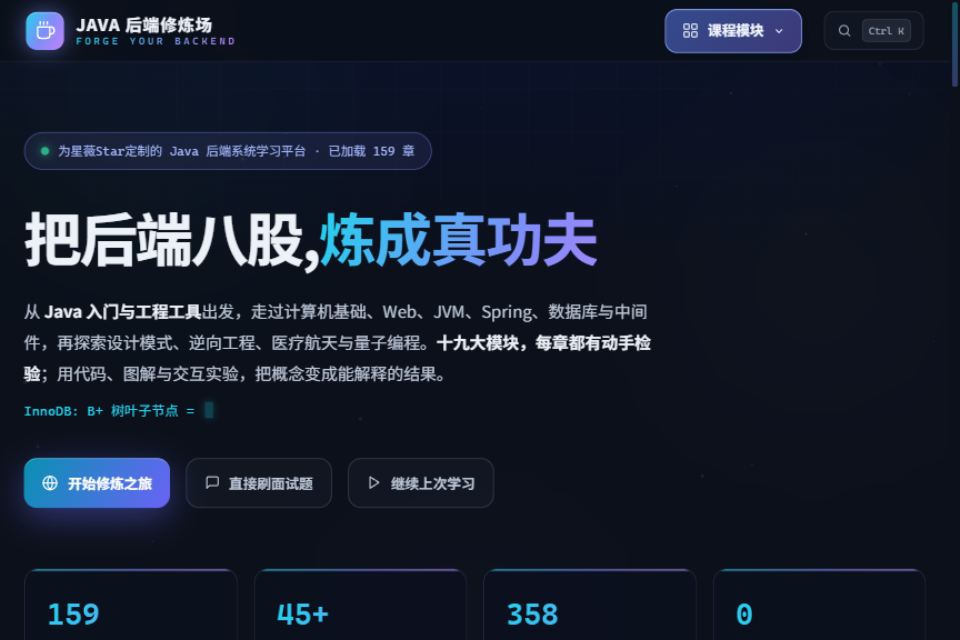 JAVA 后端修炼场
FORGE YOUR BACKEND
课程模块
Ctrl K
为星薇Star定制的 Java 后端系统学习平台 · 已加载 159 章
把后端八股,炼成真功夫
从 Java 入门与工程工具出发，走过计算机基础、Web、JVM、Spring、数据库与中间
件，再探索设计模式、逆向工程、医疗航天与量子编程。十九大模块，每章都有动手检
验；用代码、图解与交互实验，把概念变成能解释的结果。
InnoDB: B+ 树叶子节点 =
开始修炼之旅
直接刷面试题
继续上次学习
159
45+
358
0